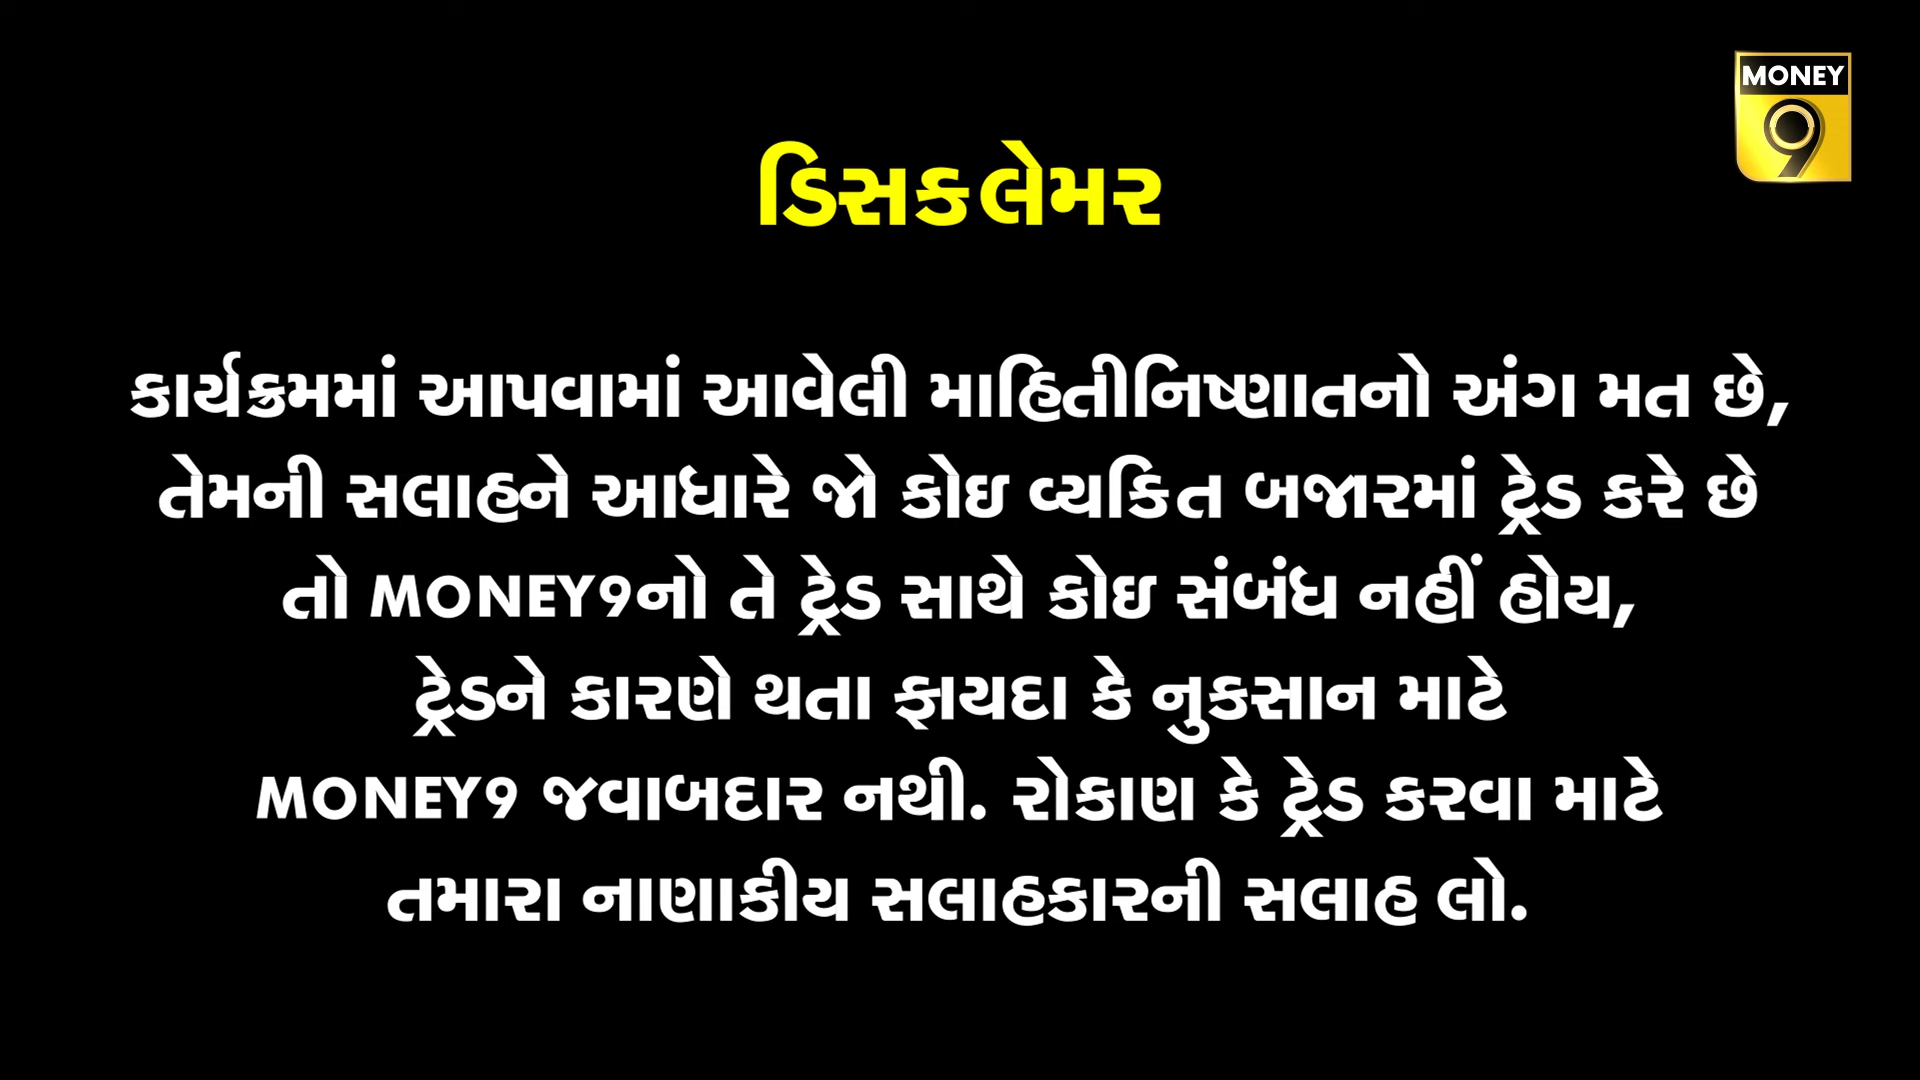 MONEY
9
ડિસકલેમર
કાર્યક્રમમાં આપવામાં આવેલી માહિતીનિષ્ણાતનો અંગ મત છે,
તેમની સલાહને આધારે જો કોઇ વ્યકિત બજારમાં ટ્રેડ કરે છે
તો MONEY9નો તે ટ્રેડ સાથે કોઇ સંબંધ નહીં હોય,
ટ્રેડને કારણે થતા ફાયદા કે નુકસાન માટે
MONEY9 જવાબદાર નથી. રોકાણ કે ટ્રેડ કરવા માટે
તમારા નાણાકીય સલાહકારની સલાહ લો.